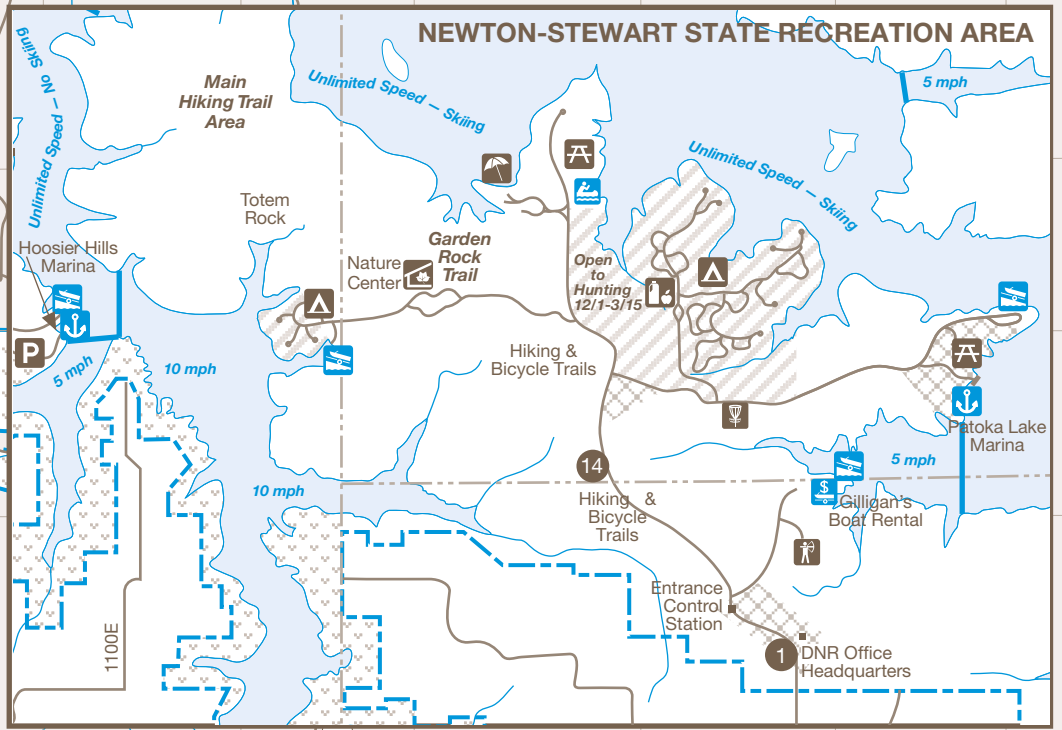 NEWTON-STEWART STATE RECREATION AREA
Unlimited Speed – No Skiing
Main
Hiking Trail
Area
Unlimited Speed – Skiing
5 mph
Unlimited Speed – Skiing
Totem
Rock
Hoosier Hills
Marina
Nature
Center
Garden
Rock
Trail
Open
to
Hunting
12/1-3/15
P
5 mph
10 mph
Hiking &
Bicycle Trails
Patoka Lake
Marina
14
5 mph
10 mph
Hiking &
Bicycle
Trails
$
Gilligan's
Boat Rental
Entrance
Control
Station
1100E
1
DNR Office
Headquarters